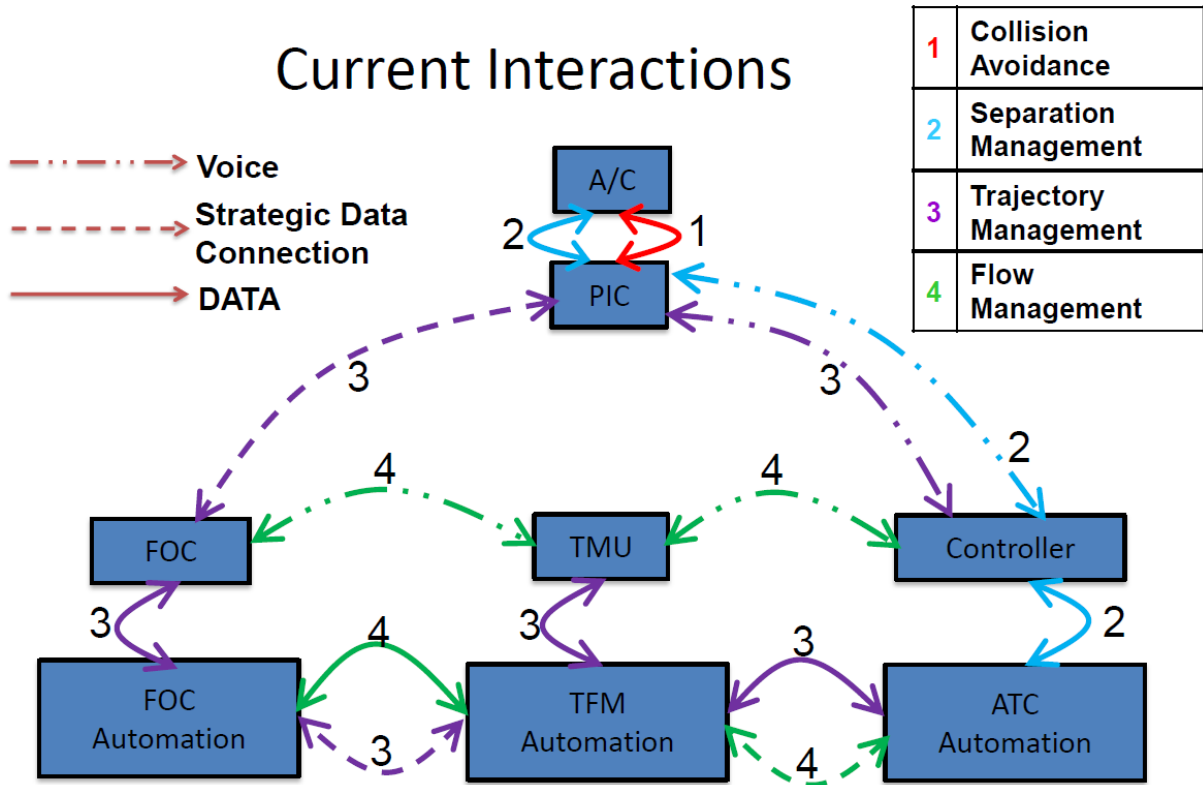 Current Interactions
1 Collision
Avoidance
2 Separation
Management
3 Trajectory
Management
4 Flow
Management
Voice
Strategic Data
Connection
DATA
A/C
2 1
PIC
3 3
2
4 4
FOC TMU Controller
3 3 2
4 3
FOC
Automation
TFM
Automation
ATC
Automation
3 4